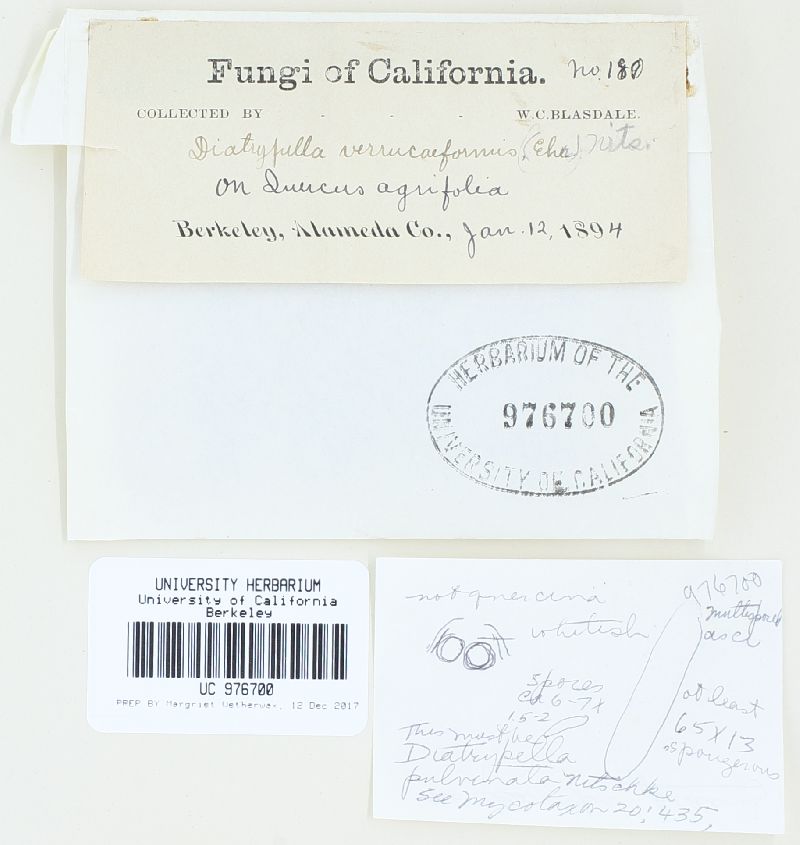 Fungi of California. No. 180
COLLECTED BY - - - W.C. BLASDALE.
Diatrypella verrucaeformis (Ehr) Nits.
On Quercus agrifolia
Berkeley, Alameda Co., Jan. 12, 1894
HERBARIUM OF THE
976700
UNIVERSITY OF CALIFORNIA
UNIVERSITY HERBARIUM
University of California
Berkeley
UC 976700
PREP BY Margriet Wetherwax, 12 Dec 2017
976700
not quercina
multispored
asci
whitish
spores
ca 6-7 x
1.5-2
at least
65 x 13
sporigerous
This must be
Diatrypella
pulvinata Nitschke
See Mycotaxon 20: 435,